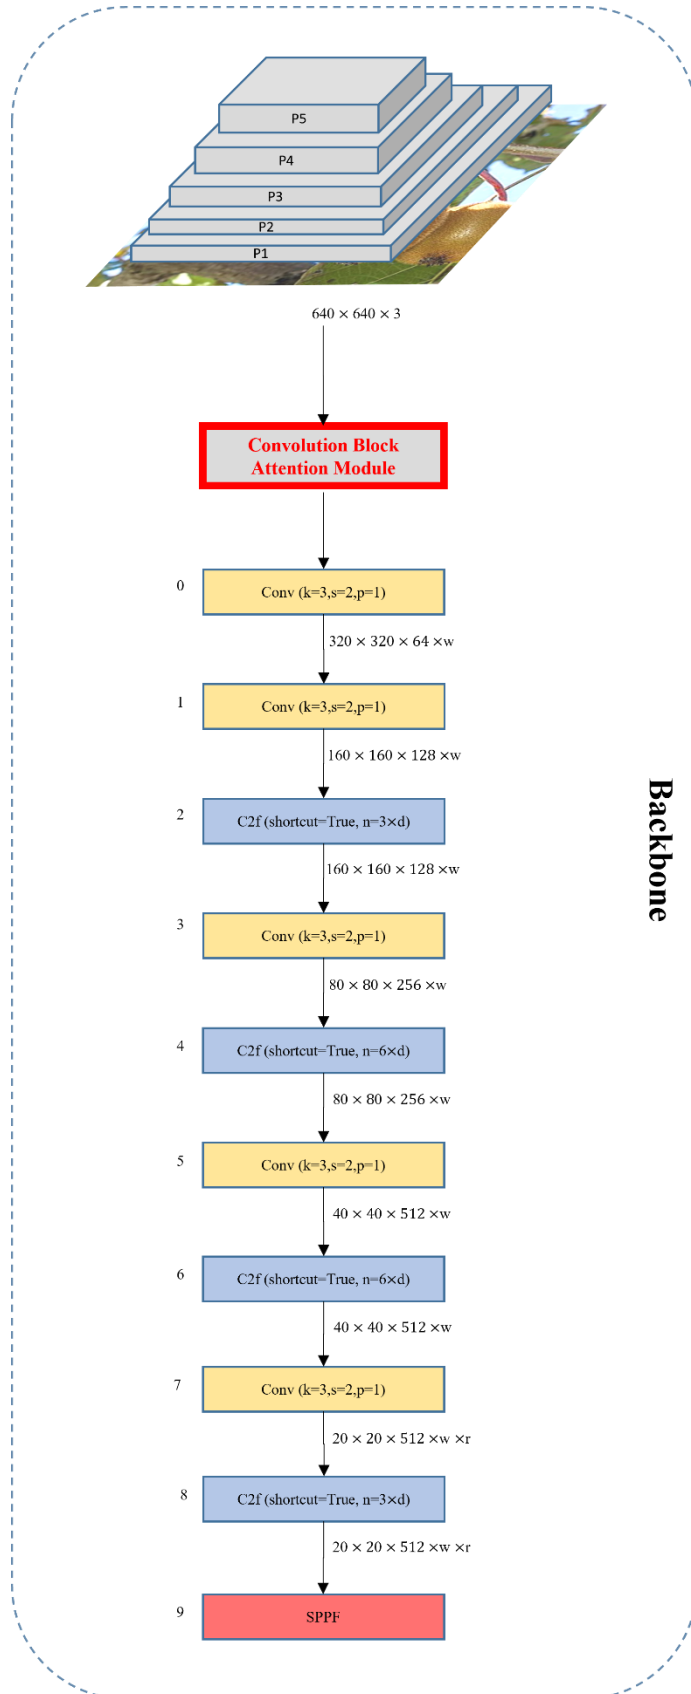 P5
P4
P3
P2
P1
640 × 640 × 3
Convolution Block
Attention Module
0
Conv (k=3,s=2,p=1)
320 × 320 × 64 ×w
1
Conv (k=3,s=2,p=1)
160 × 160 × 128 ×w
2
C2f (shortcut=True, n=3×d)
160 × 160 × 128 ×w
3
Conv (k=3,s=2,p=1)
80 × 80 × 256 ×w
4
C2f (shortcut=True, n=6×d)
80 × 80 × 256 ×w
5
Conv (k=3,s=2,p=1)
40 × 40 × 512 ×w
6
C2f (shortcut=True, n=6×d)
40 × 40 × 512 ×w
7
Conv (k=3,s=2,p=1)
20 × 20 × 512 ×w ×r
8
C2f (shortcut=True, n=3×d)
20 × 20 × 512 ×w ×r
9
SPPF
Backbone